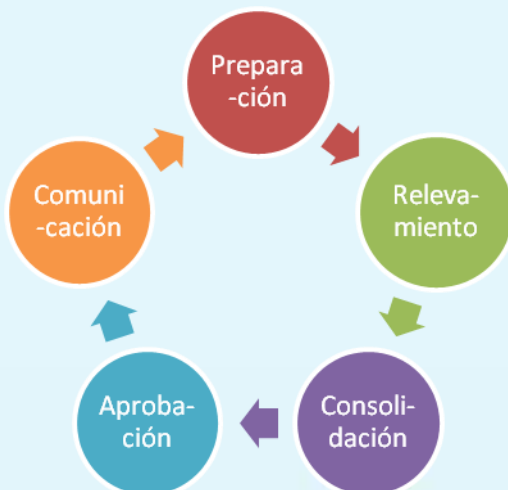 Prepara
-ción
Releva-
miento
Consoli-
dación
Aproba-
ción
Comuni
-cación